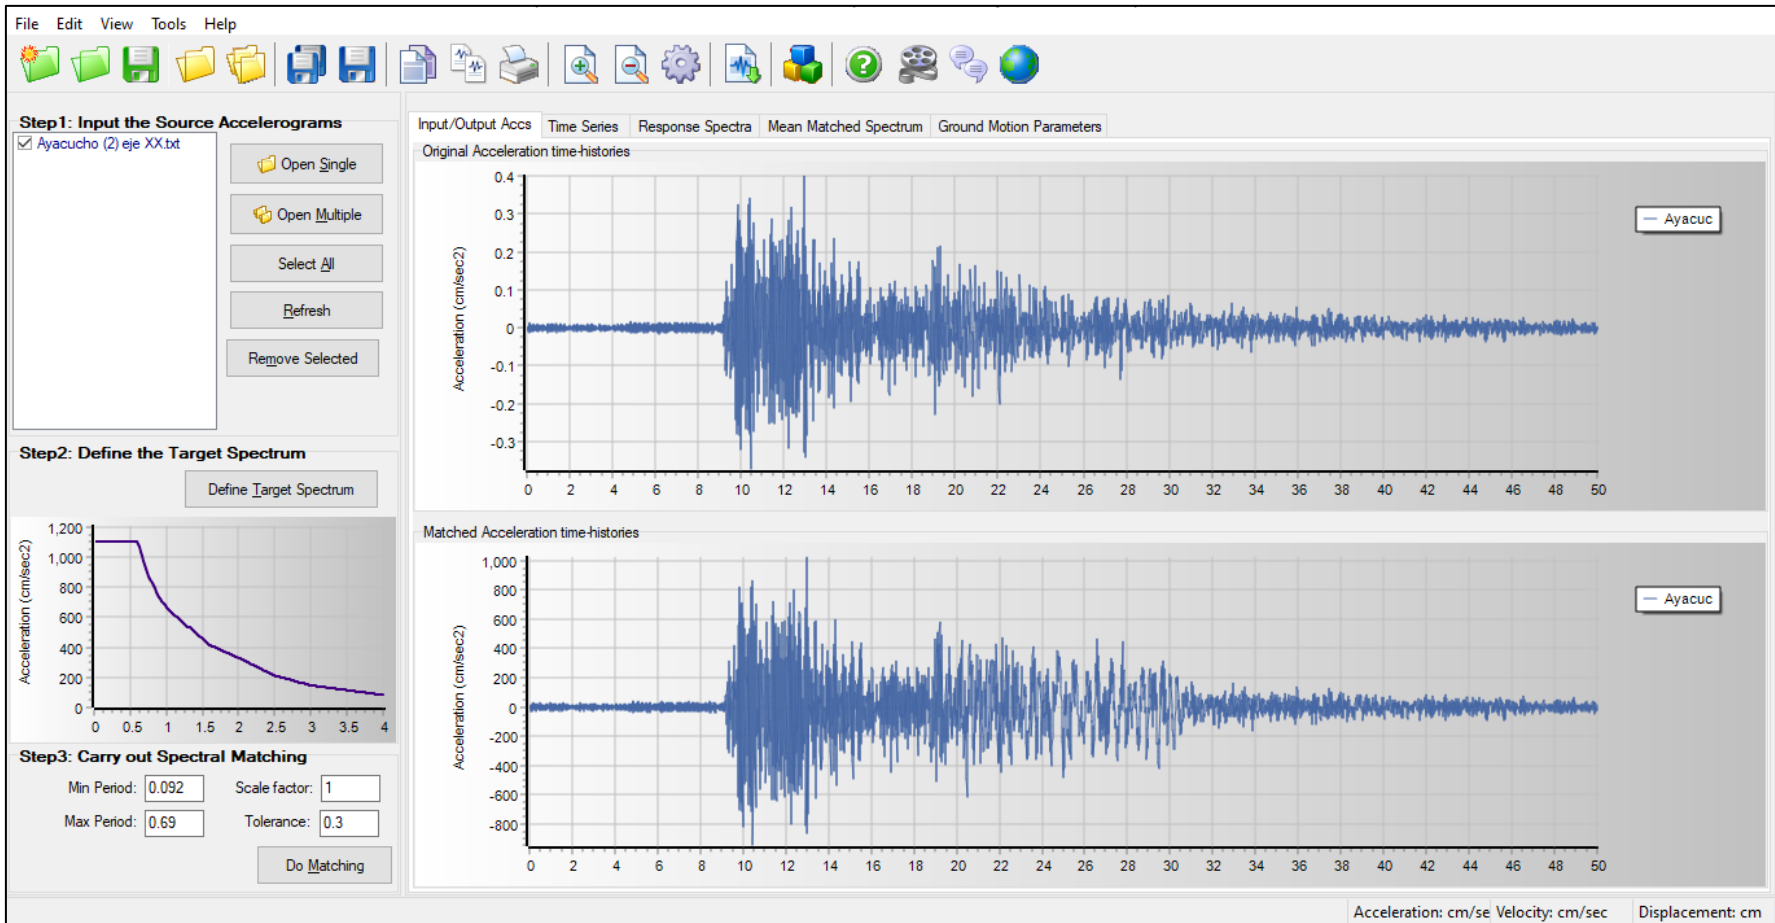 File Edit View Tools Help
Step1: Input the Source Accelerograms
Ayacucho (2) eje XX.txt
Open Single
Open Multiple
Select All
Refresh
Remove Selected
Step2: Define the Target Spectrum
Define Target Spectrum
Acceleration (cm/sec2)
1,200
1,000
800
600
400
200
0
0 0.5 1 1.5 2 2.5 3 3.5 4
Step3: Carry out Spectral Matching
Min Period: 0.092 Scale factor: 1
Max Period: 0.69 Tolerance: 0.3
Do Matching
Input/Output Accs Time Series Response Spectra Mean Matched Spectrum Ground Motion Parameters
Original Acceleration time-histories
Acceleration (cm/sec2)
0.4
0.3
0.2
0.1
0
-0.1
-0.2
-0.3
0 2 4 6 8 10 12 14 16 18 20 22 24 26 28 30 32 34 36 38 40 42 44 46 48 50
Ayacuc
Matched Acceleration time-histories
Acceleration (cm/sec2)
1,000
800
600
400
200
0
-200
-400
-600
-800
0 2 4 6 8 10 12 14 16 18 20 22 24 26 28 30 32 34 36 38 40 42 44 46 48 50
Ayacuc
Acceleration: cm/se Velocity: cm/sec Displacement: cm